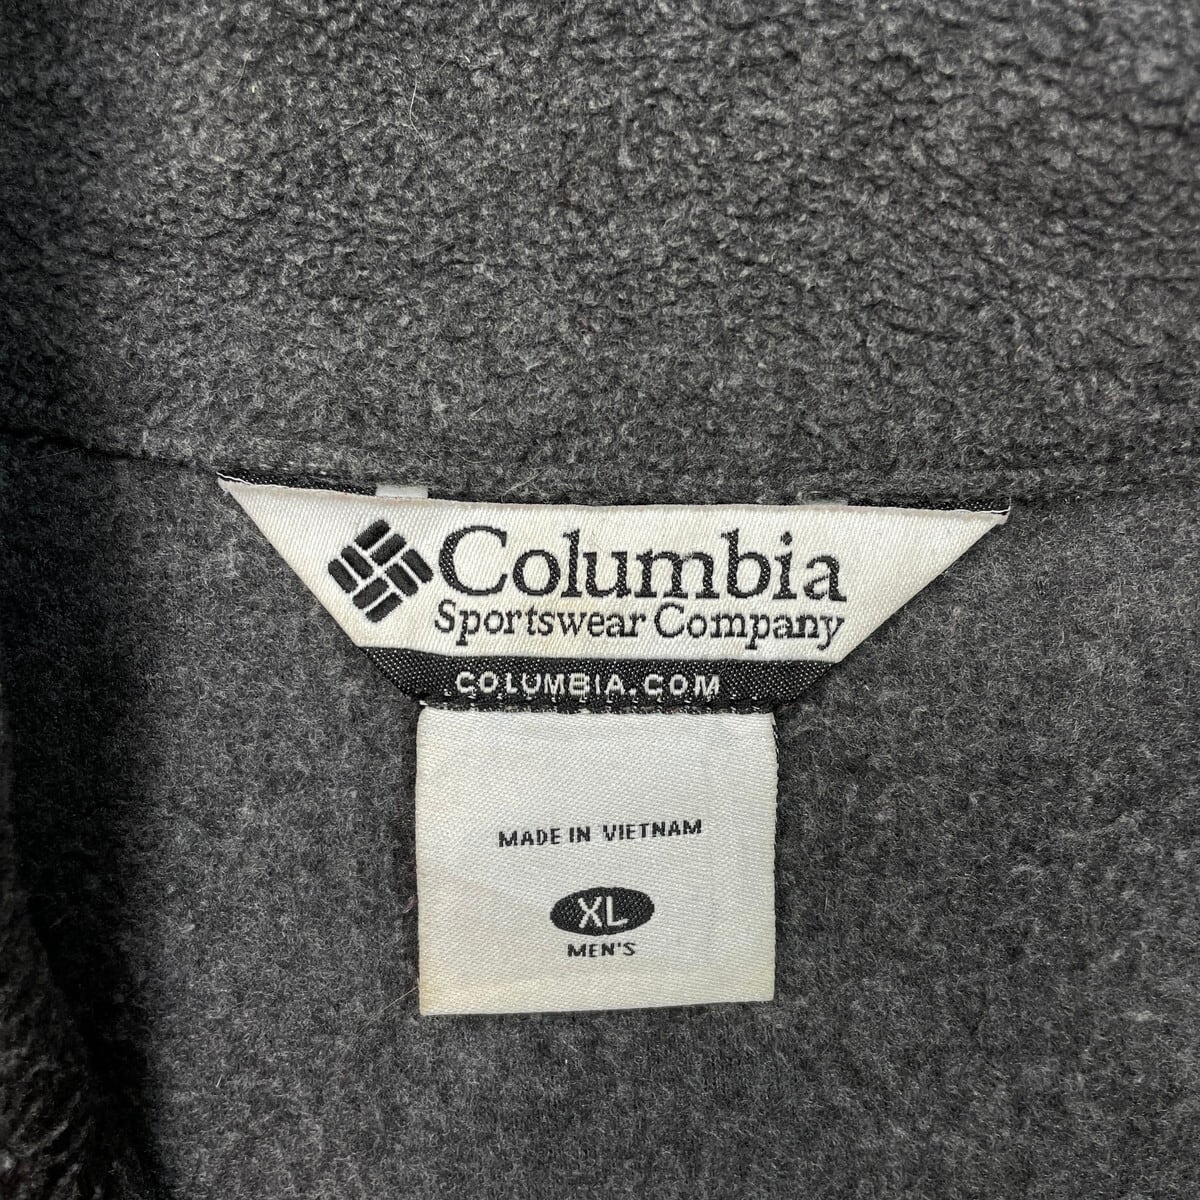 Columbia
Sportswear Company
COLUMBIA.COM
MADE IN VIETNAM
XL
MEN'S